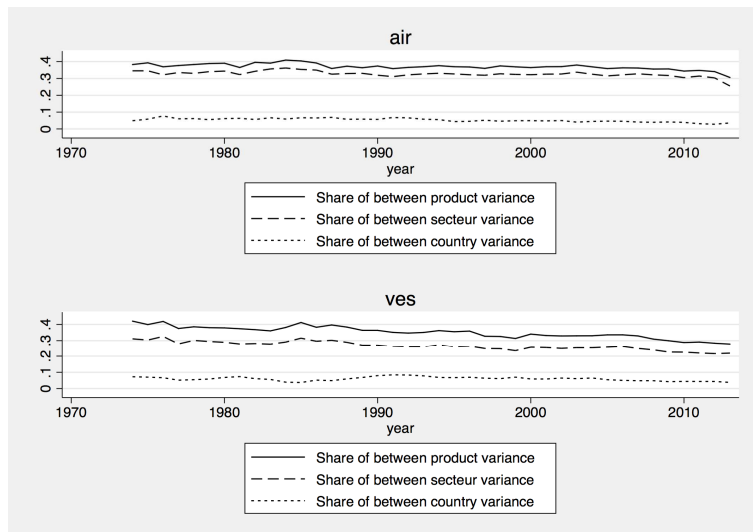 air
0 .1 .2 .3 .4
1970 1980 1990 2000 2010
year
Share of between product variance
Share of between secteur variance
Share of between country variance
ves
0 .1 .2 .3 .4
1970 1980 1990 2000 2010
year
Share of between product variance
Share of between secteur variance
Share of between country variance